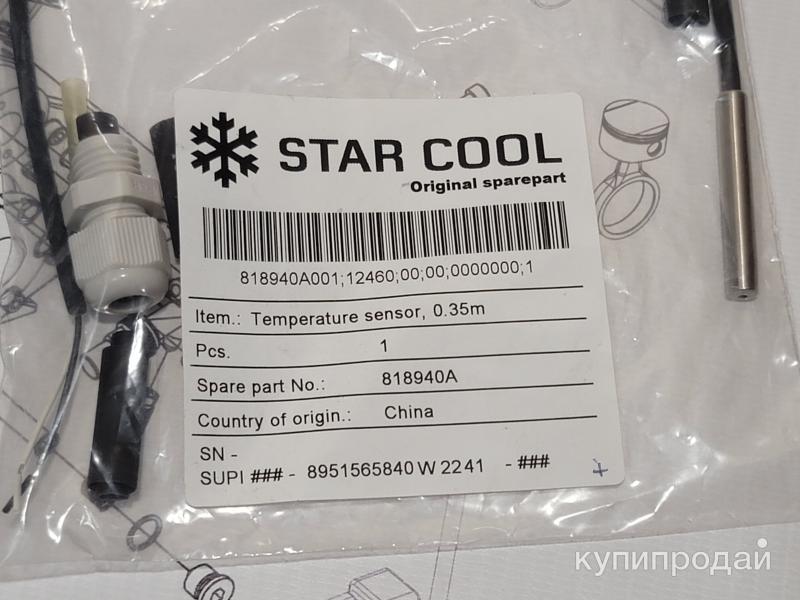 STAR COOL
Original sparepart
818940A001;12460;00;00;0000000;1
Item.: Temperature sensor, 0.35m
Pcs. 1
Spare part No.: 818940A
Country of origin.: China
SN -
SUPI ### - 8951565840 W 2241 - ###
купипродай